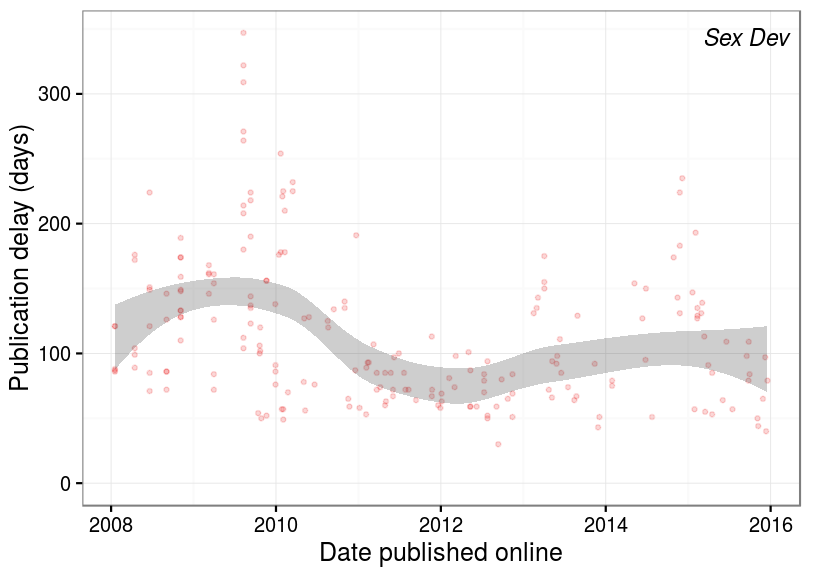 Sex Dev
Publication delay (days)
300
200
100
0
2008 2010 2012 2014 2016
Date published online